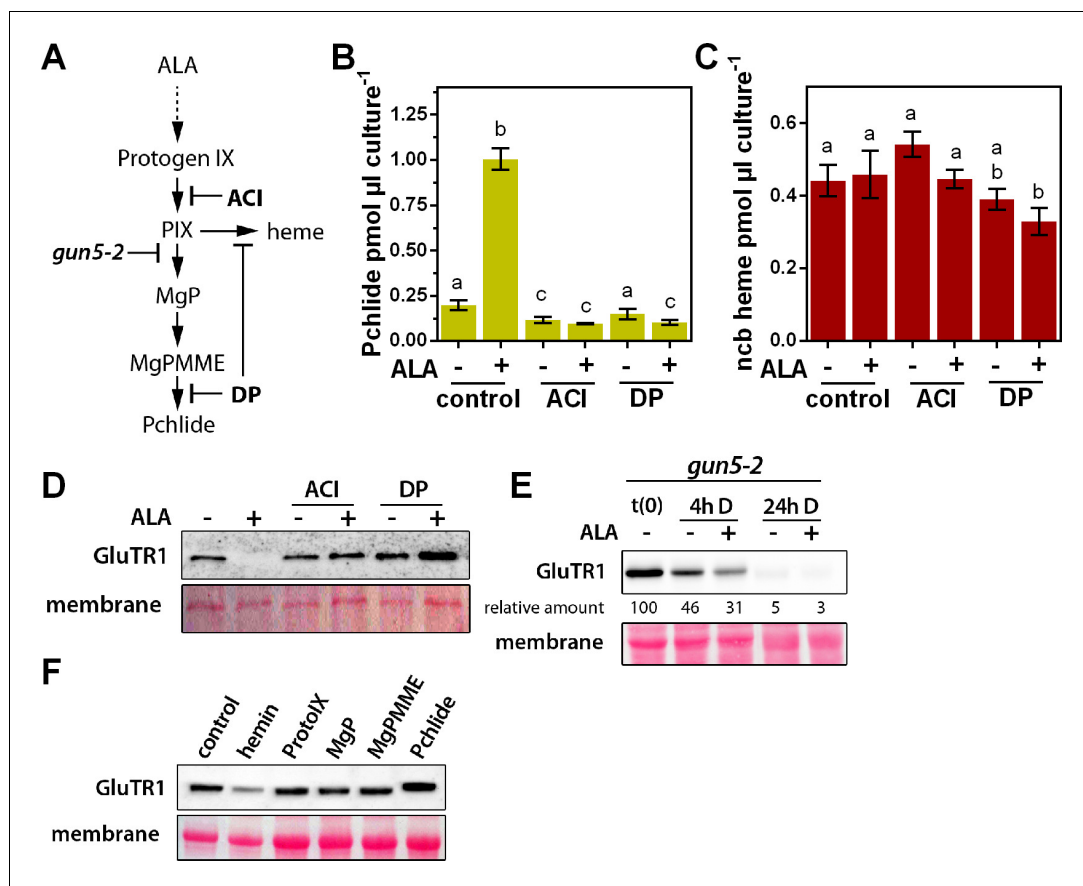 A
ALA
Protogen IX
ACI
PIX
heme
gun5-2
MgP
MgPMME
DP
Pchlide
B
Pchlide pmol µl culture-1
1.25
1.00
0.75
0.50
0.25
0.00
a
b
c
c
a
c
ALA - + - + - +
control ACI DP
C
ncb heme pmol µl culture-1
0.6
0.4
0.2
0.0
a
a
a
a
a
b
b
ALA - + - + - +
control ACI DP
D
ACI DP
ALA - + - + - +
GluTR1
membrane
E
gun5-2
t(0) 4h D 24h D
ALA - - + - +
GluTR1
relative amount 100 46 31 5 3
membrane
F
control hemin ProtoIX MgP MgPMME Pchlide
GluTR1
membrane